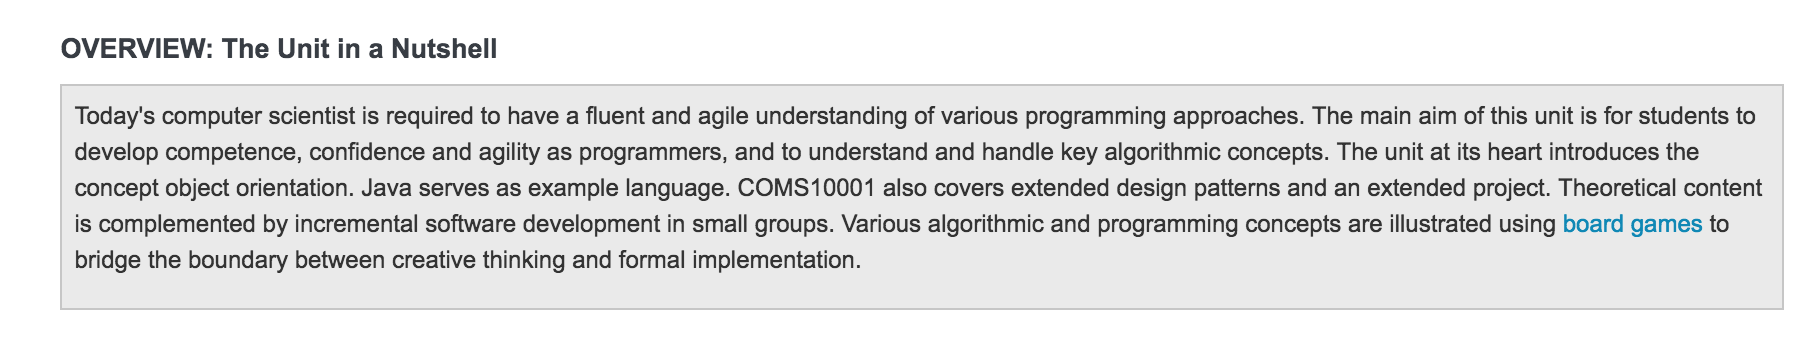 OVERVIEW: The Unit in a Nutshell
Today's computer scientist is required to have a fluent and agile understanding of various programming approaches. The main aim of this unit is for students to
develop competence, confidence and agility as programmers, and to understand and handle key algorithmic concepts. The unit at its heart introduces the
concept object orientation. Java serves as example language. COMS10001 also covers extended design patterns and an extended project. Theoretical content
is complemented by incremental software development in small groups. Various algorithmic and programming concepts are illustrated using board games to
bridge the boundary between creative thinking and formal implementation.